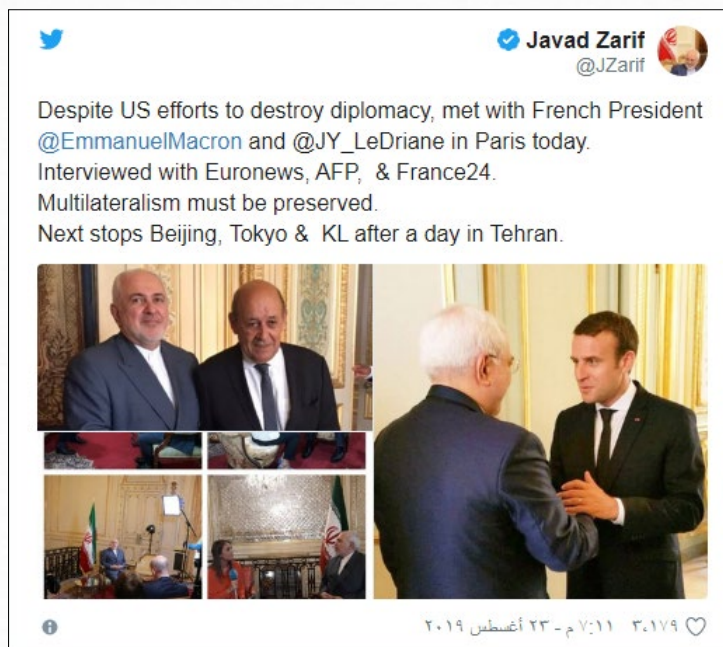 Javad Zarif
@JZarif
Despite US efforts to destroy diplomacy, met with French President
@EmmanuelMacron and @JY_LeDriane in Paris today.
Interviewed with Euronews, AFP,  & France24.
Multilateralism must be preserved.
Next stops Beijing, Tokyo &  KL after a day in Tehran.
٣،١٧٩ ٧:١١ م - ٢٣ أغسطس ٢٠١٩